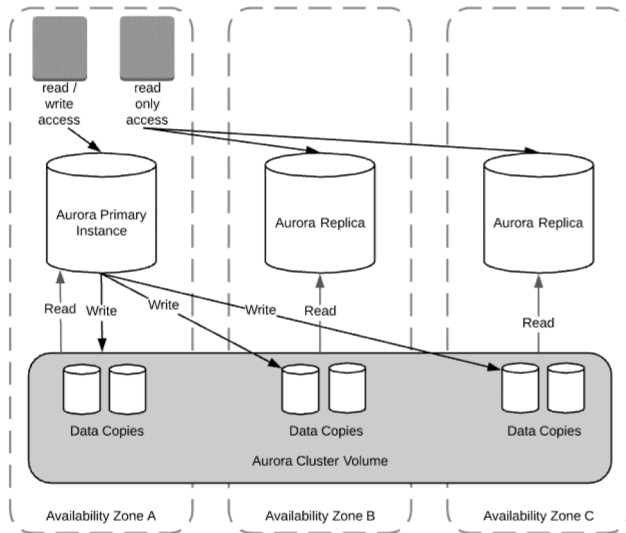 read /
write
access
read
only
access
Aurora Primary
Instance
Aurora Replica
Aurora Replica
Read
Write
Write
Write
Read
Read
Data Copies
Data Copies
Data Copies
Aurora Cluster Volume
Availability Zone A
Availability Zone B
Availability Zone C